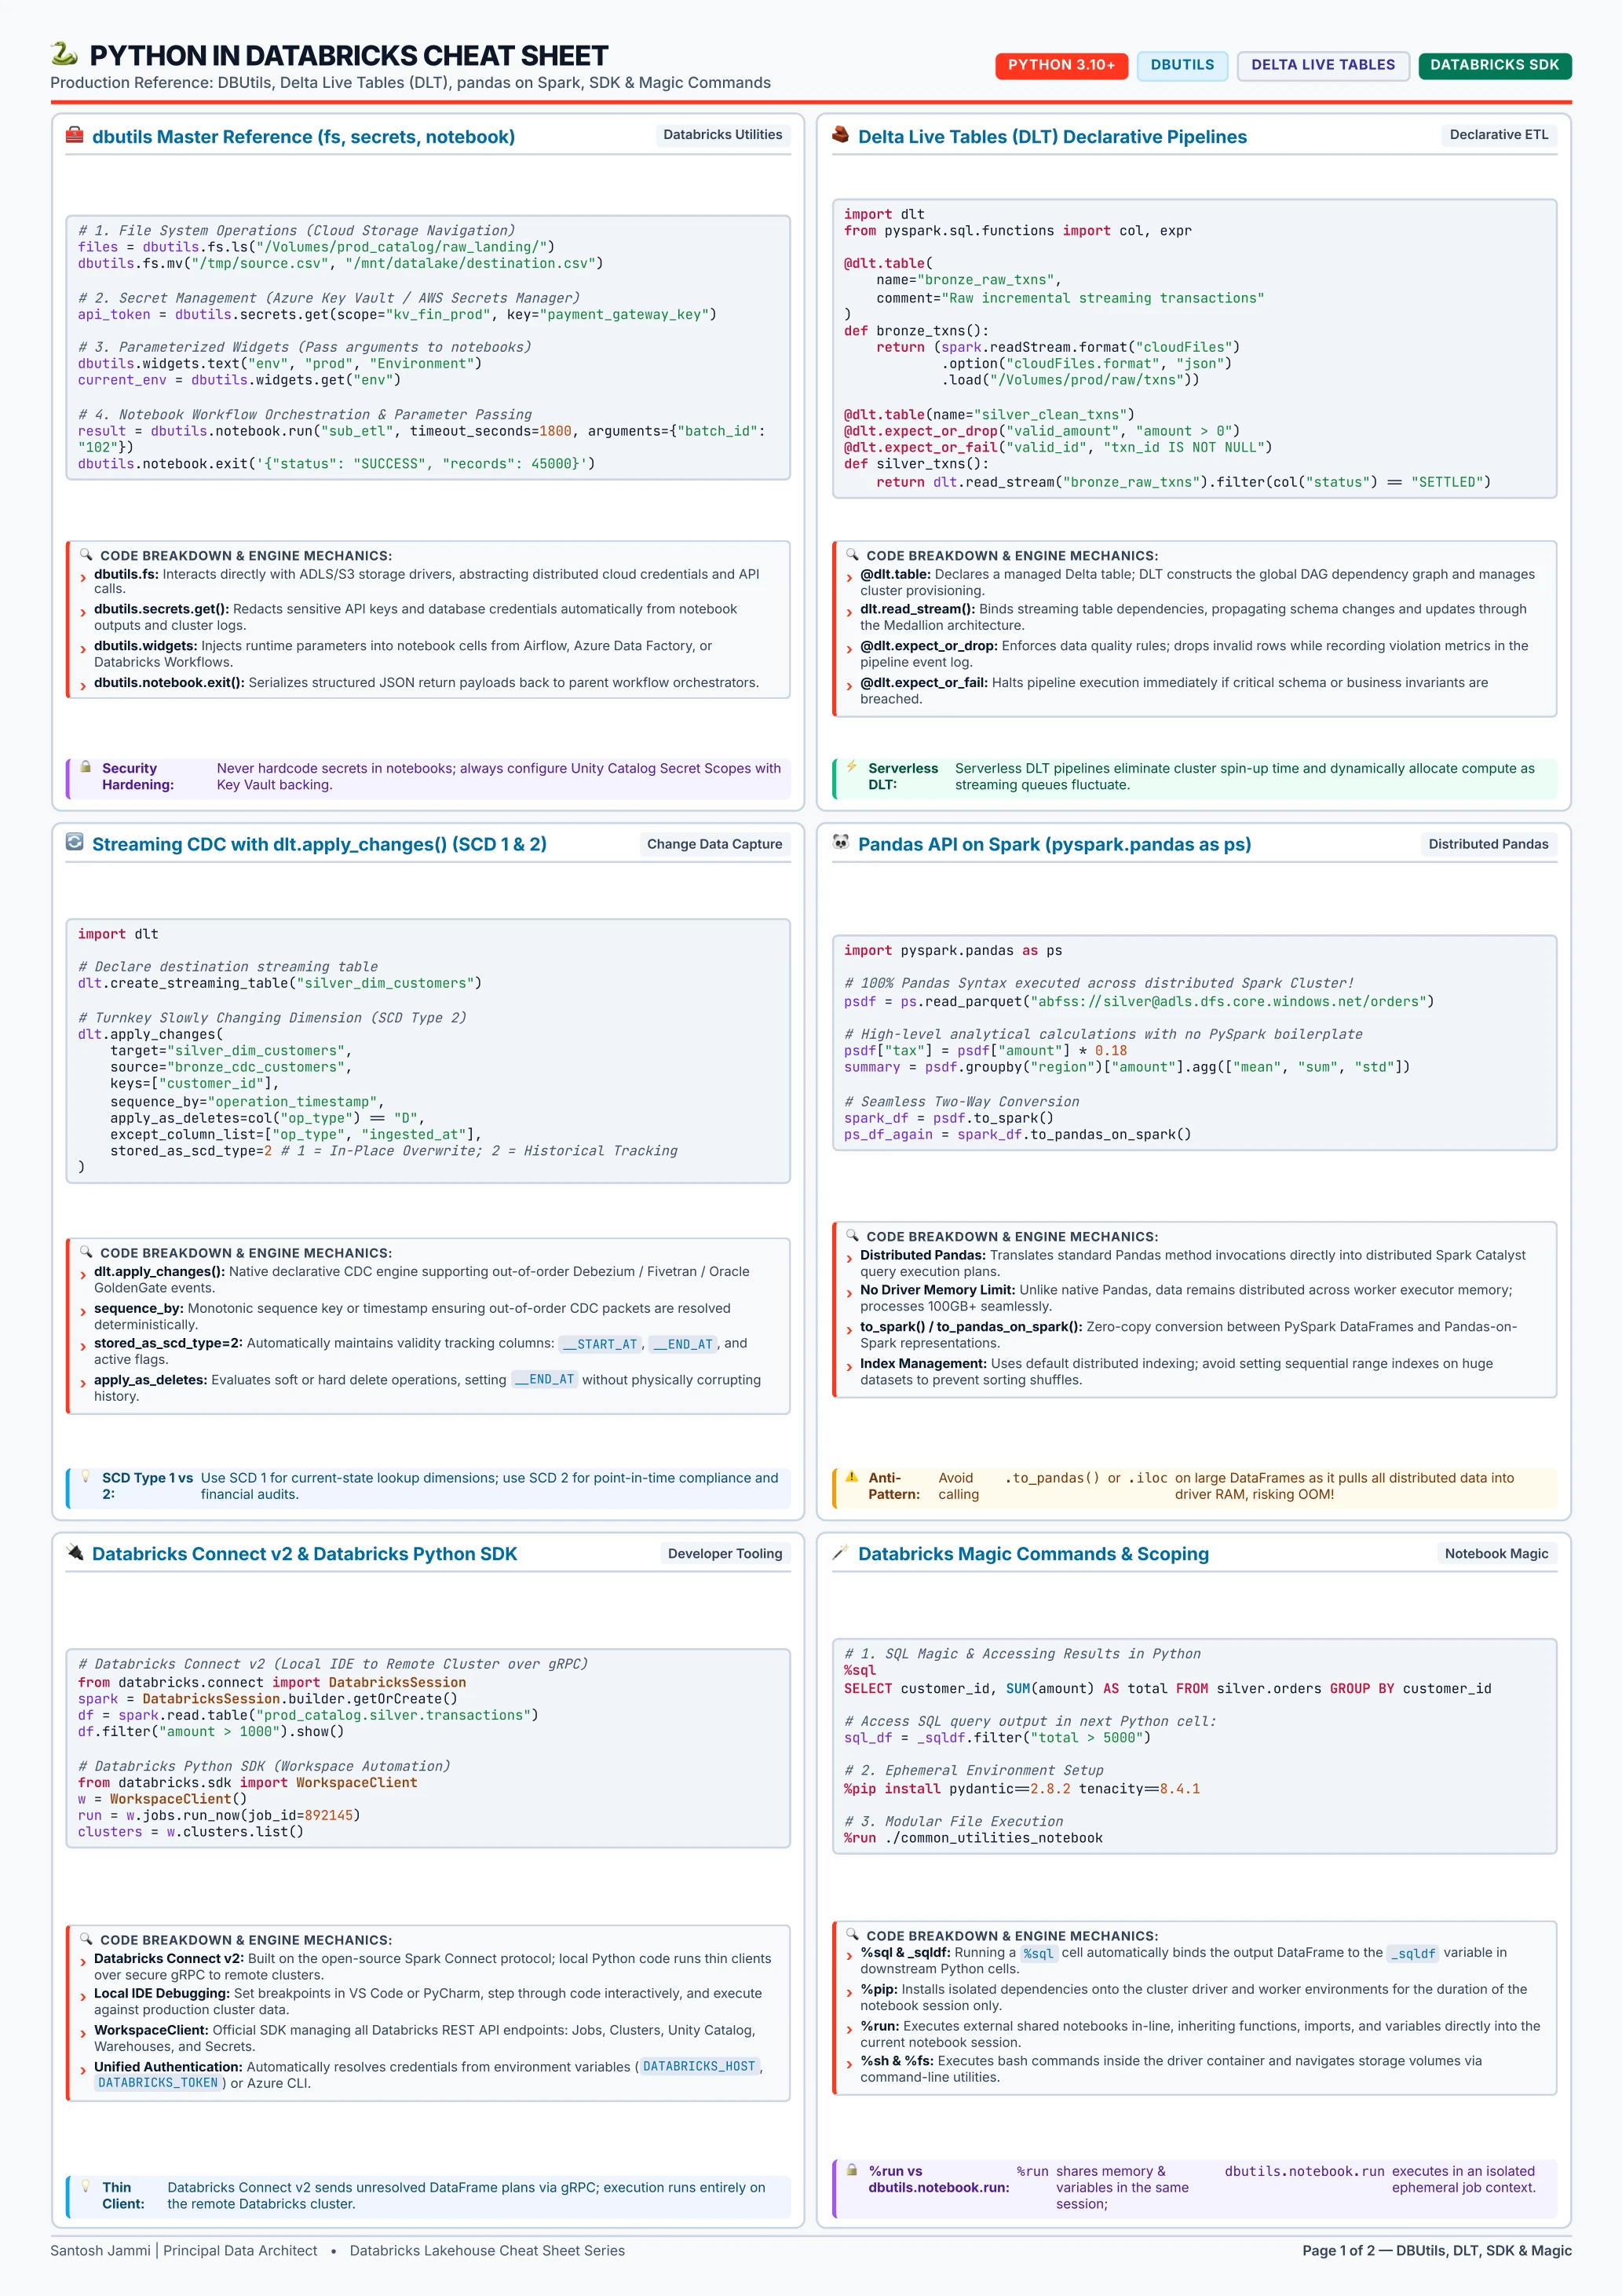 🐍 PYTHON IN DATABRICKS CHEAT SHEET
Production Reference: DBUtils, Delta Live Tables (DLT), pandas on Spark, SDK & Magic Commands
PYTHON 3.10+ DBUTILS DELTA LIVE TABLES DATABRICKS SDK
dbutils Master Reference (fs, secrets, notebook) Databricks Utilities
# 1. File System Operations (Cloud Storage Navigation)
files = dbutils.fs.ls("/Volumes/prod_catalog/raw_landing/")
dbutils.fs.mv("/tmp/source.csv", "/mnt/datalake/destination.csv")
# 2. Secret Management (Azure Key Vault / AWS Secrets Manager)
api_token = dbutils.secrets.get(scope="kv_fin_prod", key="payment_gateway_key")
# 3. Parameterized Widgets (Pass arguments to notebooks)
dbutils.widgets.text("env", "prod", "Environment")
current_env = dbutils.widgets.get("env")
# 4. Notebook Workflow Orchestration & Parameter Passing
result = dbutils.notebook.run("sub_etl", timeout_seconds=1800, arguments={"batch_id":
"102"})
dbutils.notebook.exit('{"status": "SUCCESS", "records": 45000}')
CODE BREAKDOWN & ENGINE MECHANICS:
› dbutils.fs: Interacts directly with ADLS/S3 storage drivers, abstracting distributed cloud credentials and API
calls.
› dbutils.secrets.get(): Redacts sensitive API keys and database credentials automatically from notebook
outputs and cluster logs.
› dbutils.widgets: Injects runtime parameters into notebook cells from Airflow, Azure Data Factory, or
Databricks Workflows.
› dbutils.notebook.exit(): Serializes structured JSON return payloads back to parent workflow orchestrators.
Security Hardening: Never hardcode secrets in notebooks; always configure Unity Catalog Secret Scopes with
Key Vault backing.
Delta Live Tables (DLT) Declarative Pipelines Declarative ETL
import dlt
from pyspark.sql.functions import col, expr
@dlt.table(
    name="bronze_raw_txns",
    comment="Raw incremental streaming transactions"
)
def bronze_txns():
    return (spark.readStream.format("cloudFiles")
            .option("cloudFiles.format", "json")
            .load("/Volumes/prod/raw/txns"))
@dlt.table(name="silver_clean_txns")
@dlt.expect_or_drop("valid_amount", "amount > 0")
@dlt.expect_or_fail("valid_id", "txn_id IS NOT NULL")
def silver_txns():
    return dlt.read_stream("bronze_raw_txns").filter(col("status") == "SETTLED")
CODE BREAKDOWN & ENGINE MECHANICS:
› @dlt.table: Declares a managed Delta table; DLT constructs the global DAG dependency graph and manages
cluster provisioning.
› dlt.read_stream(): Binds streaming table dependencies, propagating schema changes and updates through
the Medallion architecture.
› @dlt.expect_or_drop: Enforces data quality rules; drops invalid rows while recording violation metrics in the
pipeline event log.
› @dlt.expect_or_fail: Halts pipeline execution immediately if critical schema or business invariants are
breached.
Serverless DLT: Serverless DLT pipelines eliminate cluster spin-up time and dynamically allocate compute as
streaming queues fluctuate.
Streaming CDC with dlt.apply_changes() (SCD 1 & 2) Change Data Capture
import dlt
# Declare destination streaming table
dlt.create_streaming_table("silver_dim_customers")
# Turnkey Slowly Changing Dimension (SCD Type 2)
dlt.apply_changes(
    target="silver_dim_customers",
    source="bronze_cdc_customers",
    keys=["customer_id"],
    sequence_by="operation_timestamp",
    apply_as_deletes=col("op_type") == "D",
    except_column_list=["op_type", "ingested_at"],
    stored_as_scd_type=2 # 1 = In-Place Overwrite; 2 = Historical Tracking
)
CODE BREAKDOWN & ENGINE MECHANICS:
› dlt.apply_changes(): Native declarative CDC engine supporting out-of-order Debezium / Fivetran / Oracle
GoldenGate events.
› sequence_by: Monotonic sequence key or timestamp ensuring out-of-order CDC packets are resolved
deterministically.
› stored_as_scd_type=2: Automatically maintains validity tracking columns: __START_AT, __END_AT, and
active flags.
› apply_as_deletes: Evaluates soft or hard delete operations, setting __END_AT without physically corrupting
history.
SCD Type 1 vs 2: Use SCD 1 for current-state lookup dimensions; use SCD 2 for point-in-time compliance and
financial audits.
Pandas API on Spark (pyspark.pandas as ps) Distributed Pandas
import pyspark.pandas as ps
# 100% Pandas Syntax executed across distributed Spark Cluster!
psdf = ps.read_parquet("abfss://silver@adls.dfs.core.windows.net/orders")
# High-level analytical calculations with no PySpark boilerplate
psdf["tax"] = psdf["amount"] * 0.18
summary = psdf.groupby("region")["amount"].agg(["mean", "sum", "std"])
# Seamless Two-Way Conversion
spark_df = psdf.to_spark()
ps_df_again = spark_df.to_pandas_on_spark()
CODE BREAKDOWN & ENGINE MECHANICS:
› Distributed Pandas: Translates standard Pandas method invocations directly into distributed Spark Catalyst
query execution plans.
› No Driver Memory Limit: Unlike native Pandas, data remains distributed across worker executor memory;
processes 100GB+ seamlessly.
› to_spark() / to_pandas_on_spark(): Zero-copy conversion between PySpark DataFrames and Pandas-on-
Spark representations.
› Index Management: Uses default distributed indexing; avoid setting sequential range indexes on huge
datasets to prevent sorting shuffles.
Anti-Pattern: Avoid calling .to_pandas() or .iloc on large DataFrames as it pulls all distributed data into
driver RAM, risking OOM!
Databricks Connect v2 & Databricks Python SDK Developer Tooling
# Databricks Connect v2 (Local IDE to Remote Cluster over gRPC)
from databricks.connect import DatabricksSession
spark = DatabricksSession.builder.getOrCreate()
df = spark.read.table("prod_catalog.silver.transactions")
df.filter("amount > 1000").show()
# Databricks Python SDK (Workspace Automation)
from databricks.sdk import WorkspaceClient
w = WorkspaceClient()
run = w.jobs.run_now(job_id=892145)
clusters = w.clusters.list()
CODE BREAKDOWN & ENGINE MECHANICS:
› Databricks Connect v2: Built on the open-source Spark Connect protocol; local Python code runs thin clients
over secure gRPC to remote clusters.
› Local IDE Debugging: Set breakpoints in VS Code or PyCharm, step through code interactively, and execute
against production cluster data.
› WorkspaceClient: Official SDK managing all Databricks REST API endpoints: Jobs, Clusters, Unity Catalog,
Warehouses, and Secrets.
› Unified Authentication: Automatically resolves credentials from environment variables (DATABRICKS_HOST,
DATABRICKS_TOKEN) or Azure CLI.
Thin Client: Databricks Connect v2 sends unresolved DataFrame plans via gRPC; execution runs entirely on
the remote Databricks cluster.
Databricks Magic Commands & Scoping Notebook Magic
# 1. SQL Magic & Accessing Results in Python
%sql
SELECT customer_id, SUM(amount) AS total FROM silver.orders GROUP BY customer_id
# Access SQL query output in next Python cell:
sql_df = _sqldf.filter("total > 5000")
# 2. Ephemeral Environment Setup
%pip install pydantic==2.8.2 tenacity==8.4.1
# 3. Modular File Execution
%run ./common_utilities_notebook
CODE BREAKDOWN & ENGINE MECHANICS:
› %sql & _sqldf: Running a %sql cell automatically binds the output DataFrame to the _sqldf variable in
downstream Python cells.
› %pip: Installs isolated dependencies onto the cluster driver and worker environments for the duration of the
notebook session only.
› %run: Executes external shared notebooks in-line, inheriting functions, imports, and variables directly into the
current notebook session.
› %sh & %fs: Executes bash commands inside the driver container and navigates storage volumes via
command-line utilities.
%run vs dbutils.notebook.run: %run shares memory & variables in the same session; dbutils.notebook.run executes in an isolated ephemeral job context.
Santosh Jammi | Principal Data Architect • Databricks Lakehouse Cheat Sheet Series
Page 1 of 2 — DBUtils, DLT, SDK & Magic